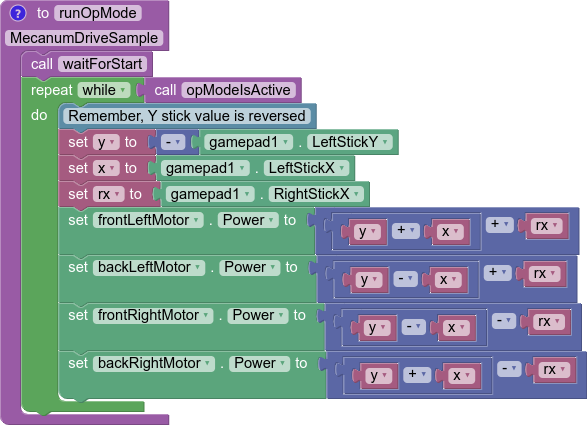 ? to runOpMode
MecanumDriveSample
call waitForStart
repeat while call opModeIsActive
do Remember, Y stick value is reversed
set y to - gamepad1 . LeftStickY
set x to gamepad1 . LeftStickX
set rx to gamepad1 . RightStickX
set frontLeftMotor . Power to y + x + rx
set backLeftMotor . Power to y - x + rx
set frontRightMotor . Power to y - x - rx
set backRightMotor . Power to y + x - rx